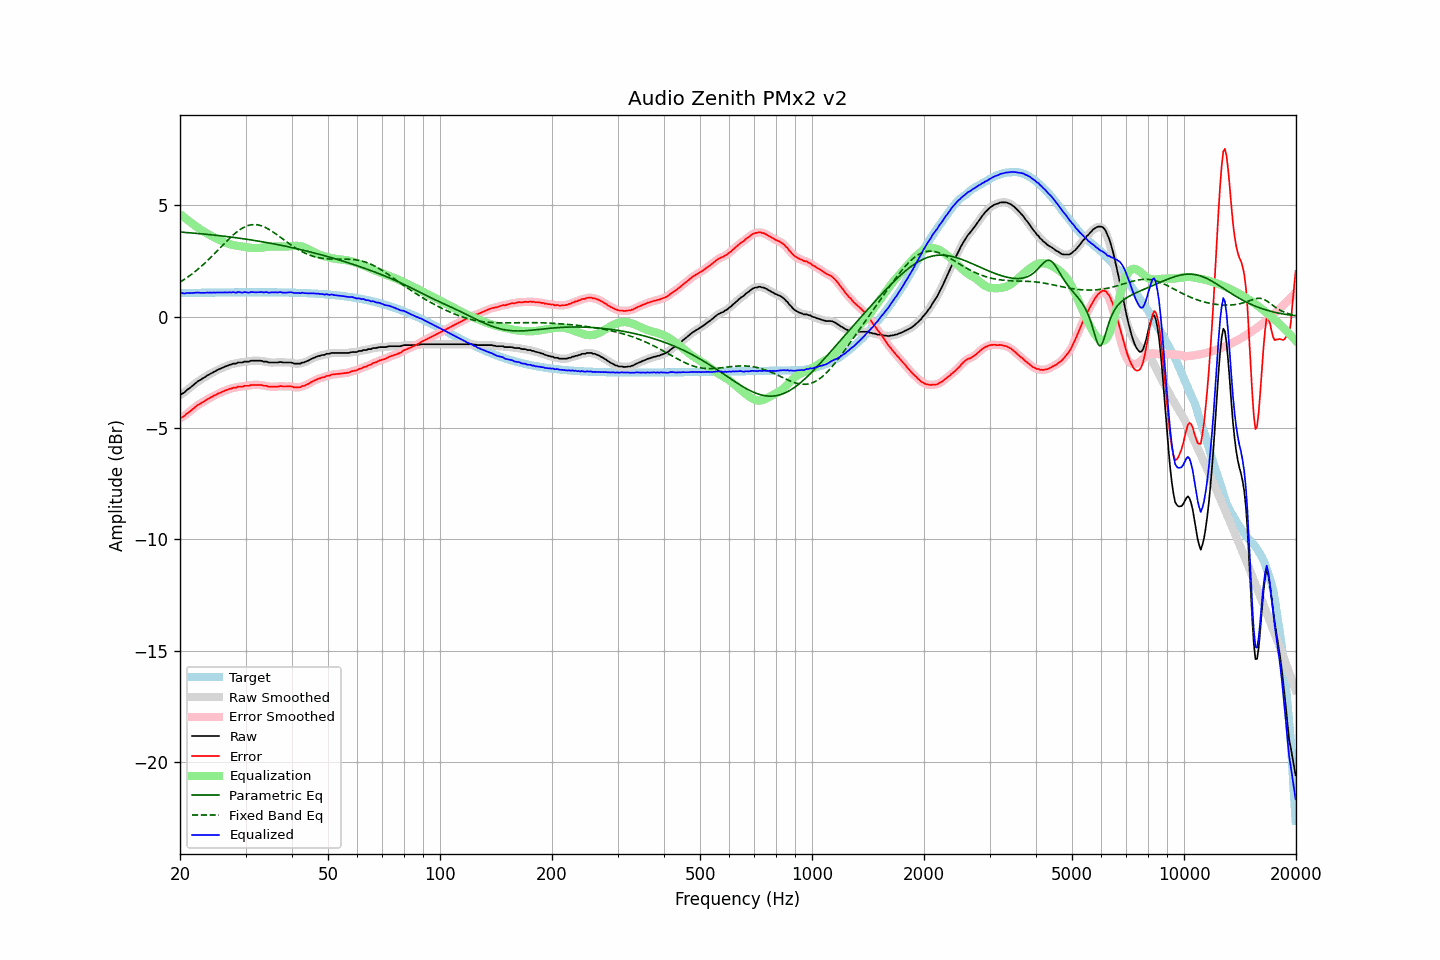 Audio Zenith PMx2 v2
Amplitude (dBr)
5
0
−5
−10
−15
−20
Target
Raw Smoothed
Error Smoothed
Raw
Error
Equalization
Parametric Eq
Fixed Band Eq
Equalized
20 50 100 200 500 1000 2000 5000 10000 20000
Frequency (Hz)